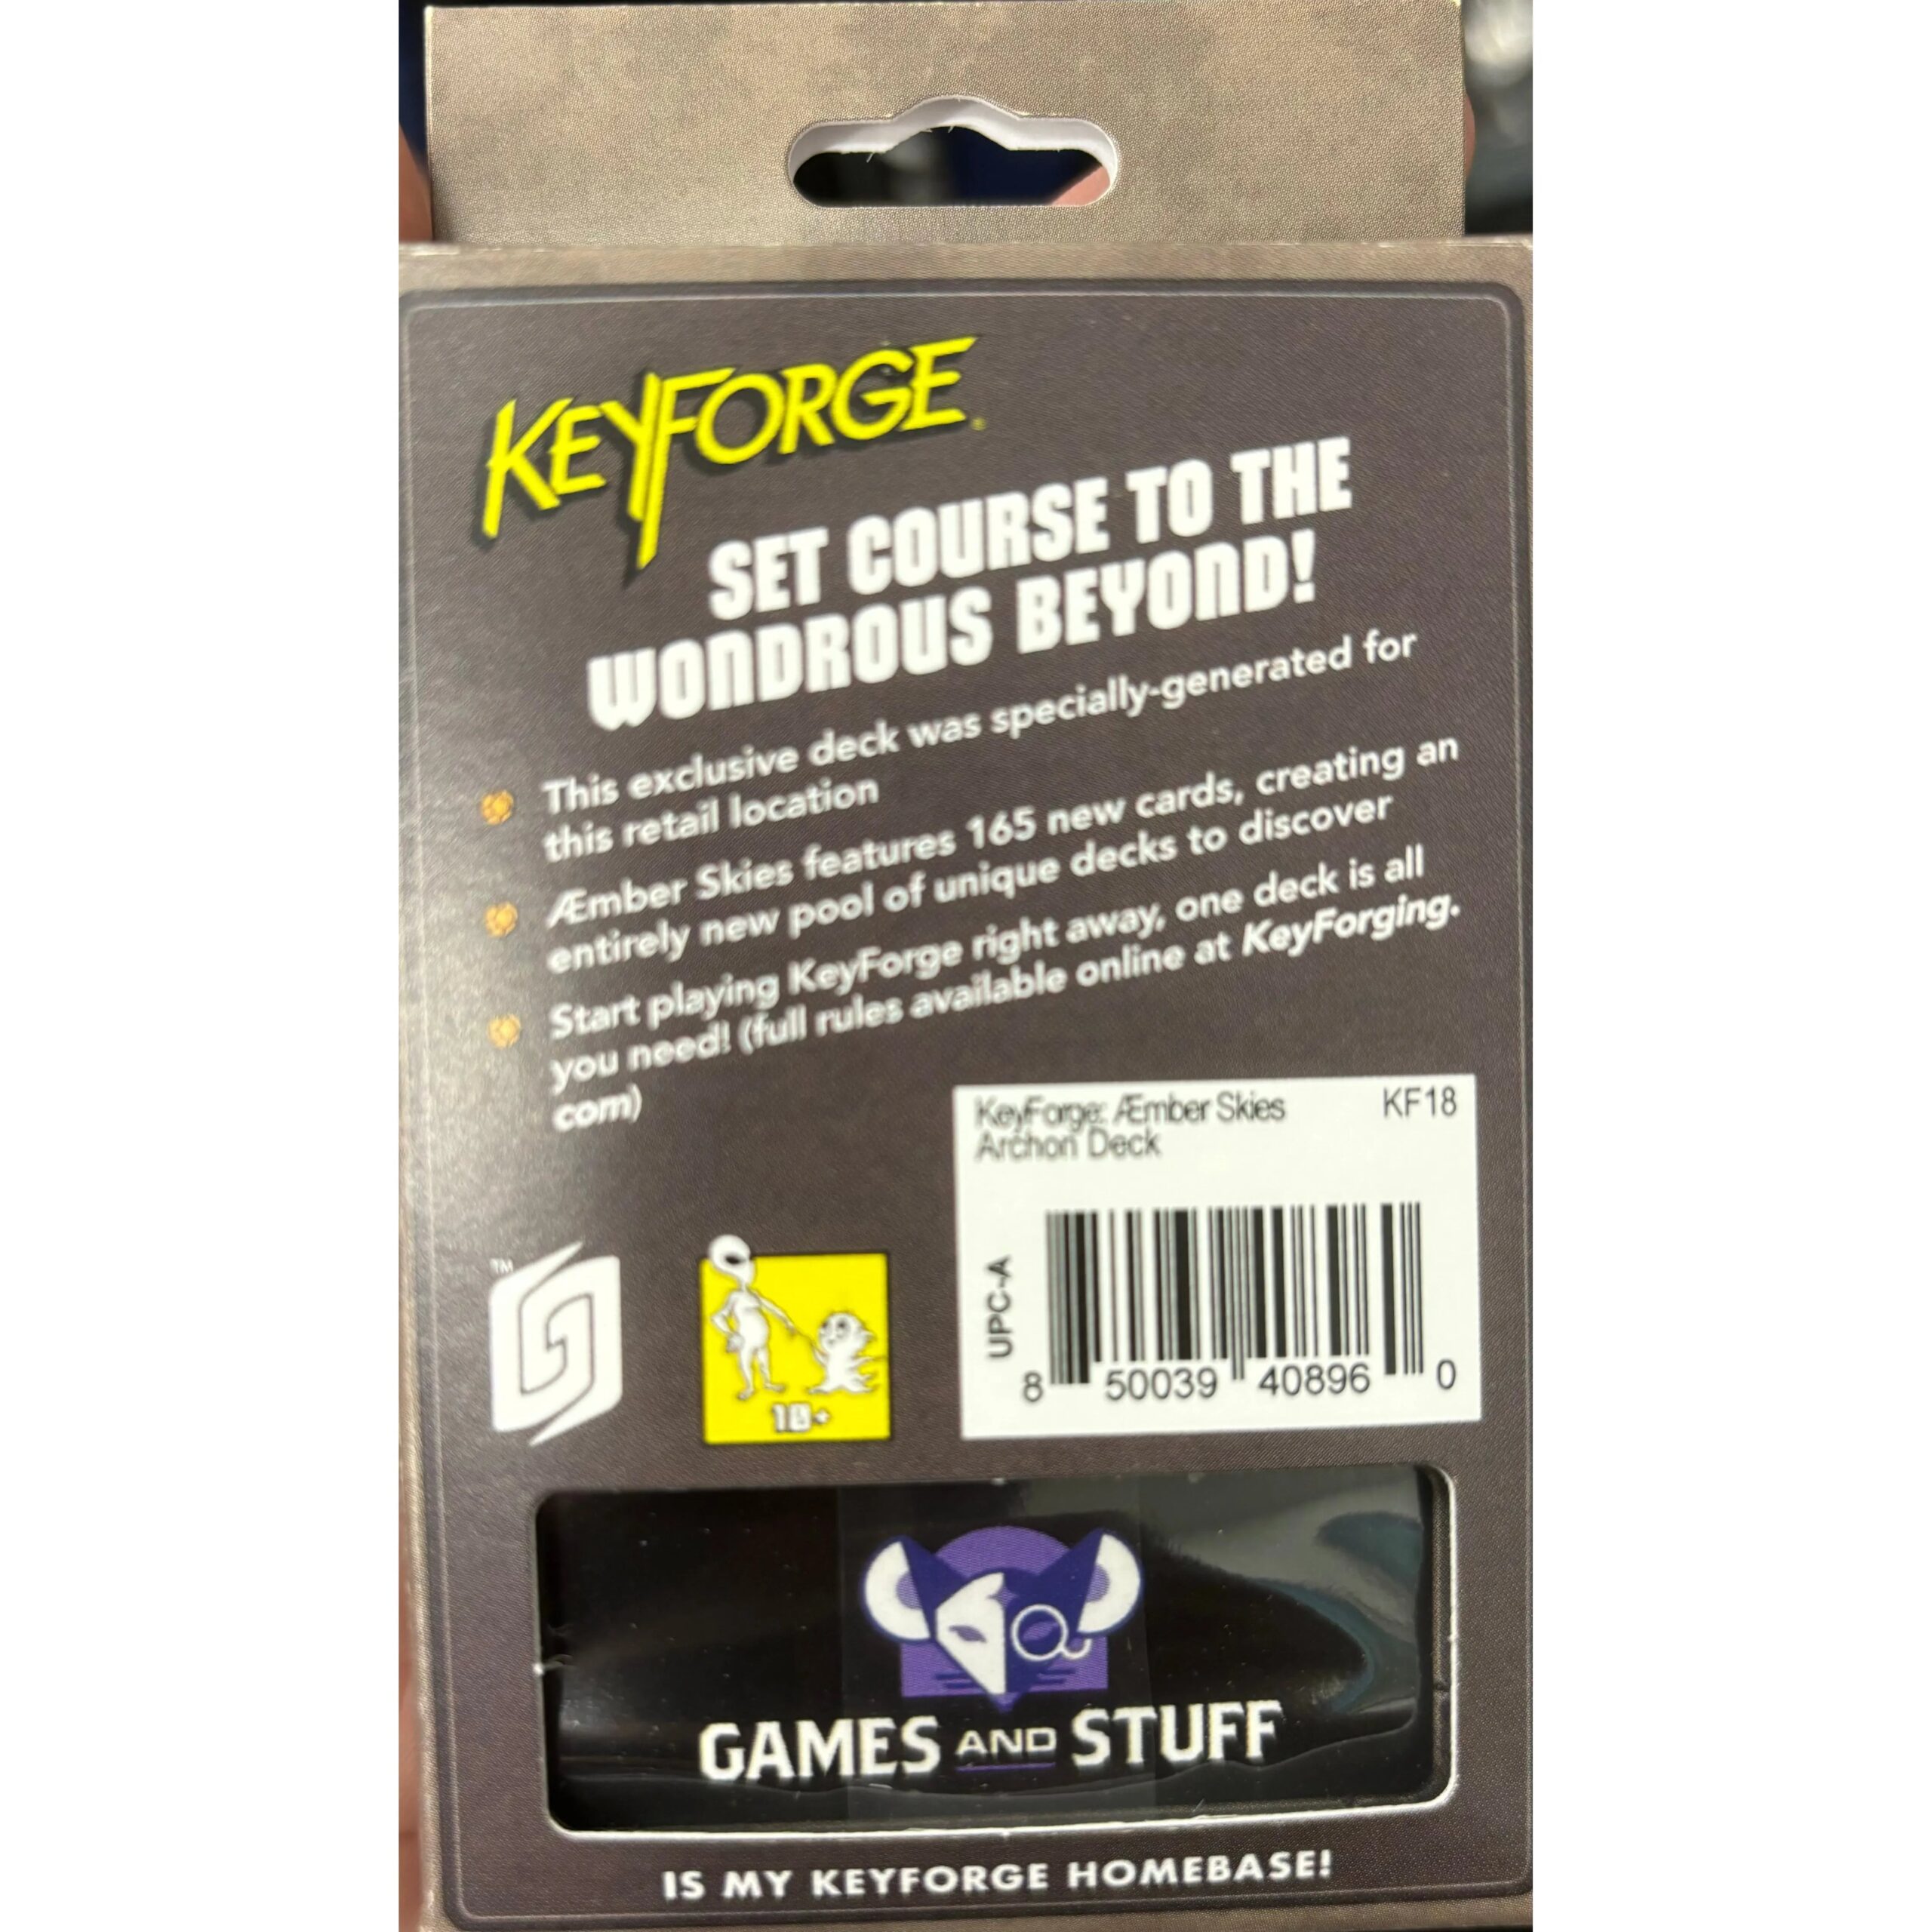 KEYFORGE
SET COURSE TO THE
WONDROUS BEYOND!
This exclusive deck was specially-generated for
this retail location
Æmber Skies features 165 new cards, creating an
entirely new pool of unique decks to discover
Start playing KeyForge right away, one deck is all
you need! (full rules available online at KeyForging.
com)
KeyForge: Æmber Skies KF18
Archon Deck
UPC-A
8 50039 40896 0
TM
10+
GAMES AND STUFF
IS MY KEYFORGE HOMEBASE!